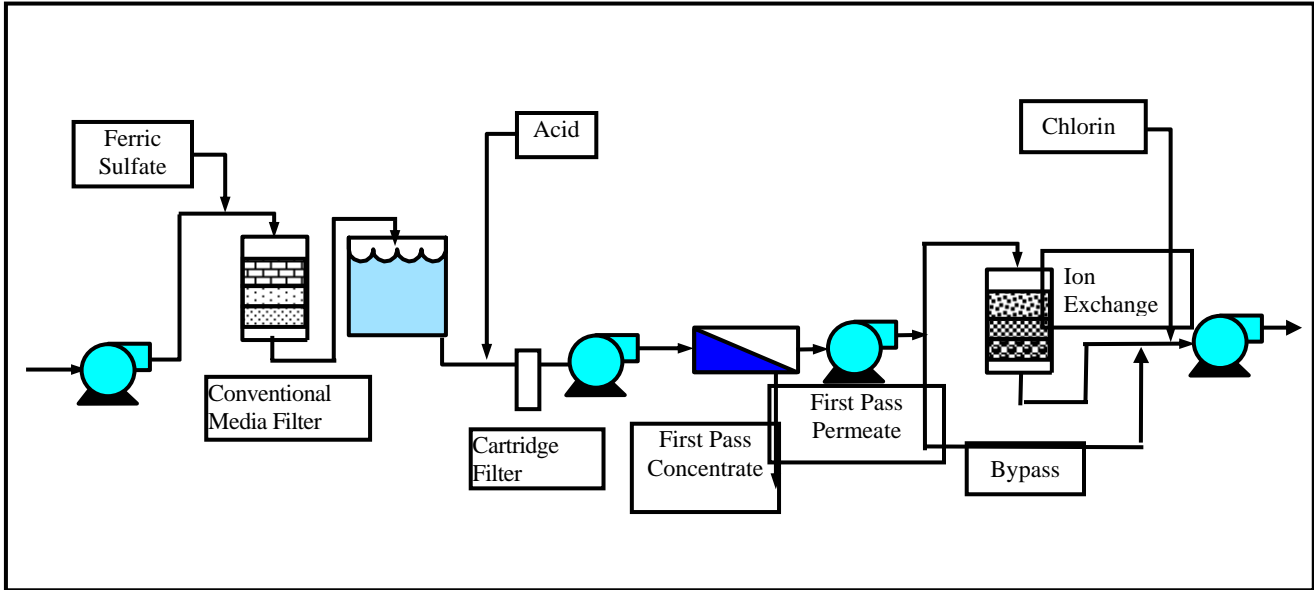 Ferric
Sulfate
Acid
Chlorin
Conventional
Media Filter
Cartridge
Filter
First Pass
Concentrate
First Pass
Permeate
Ion
Exchange
Bypass